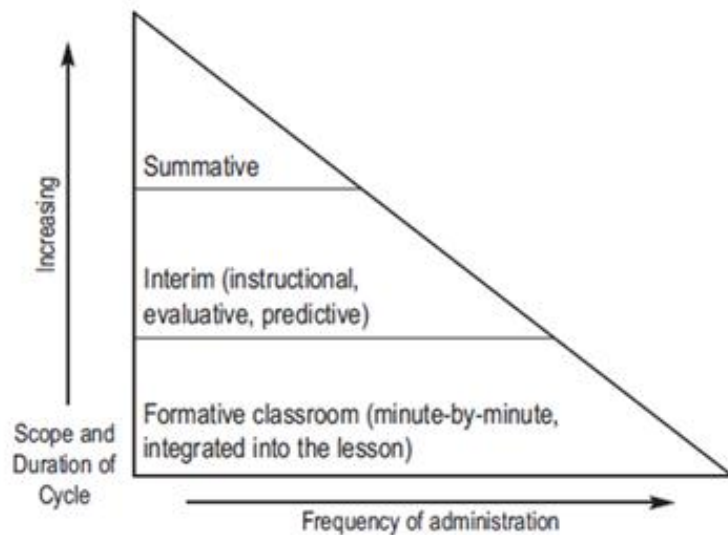 Summative
Increasing
Interim (instructional,
evaluative, predictive)
Formative classroom (minute-by-minute,
integrated into the lesson)
Scope and
Duration of
Cycle
Frequency of administration